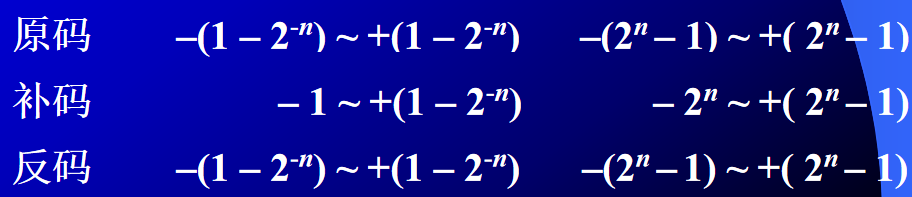 原码 –(1 – 2⁻ⁿ) ~ +(1 – 2⁻ⁿ) –(2ⁿ – 1) ~ +( 2ⁿ – 1)
补码 – 1 ~ +(1 – 2⁻ⁿ) – 2ⁿ ~ +( 2ⁿ – 1)
反码 –(1 – 2⁻ⁿ) ~ +(1 – 2⁻ⁿ) –(2ⁿ – 1) ~ +( 2ⁿ – 1)